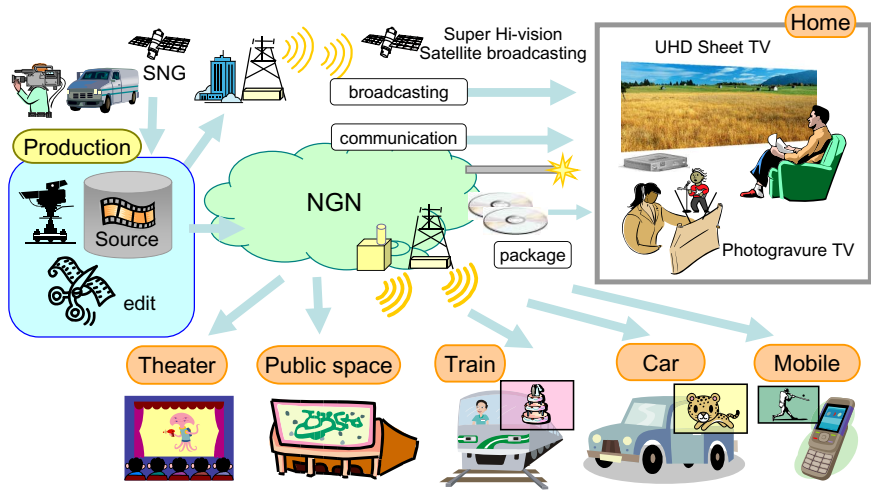 Home
Super Hi-vision
Satellite broadcasting
SNG
UHD Sheet TV
broadcasting
communication
Production
NGN
Source
Photogravure TV
package
edit
Theater
Public space
Train
Car
Mobile